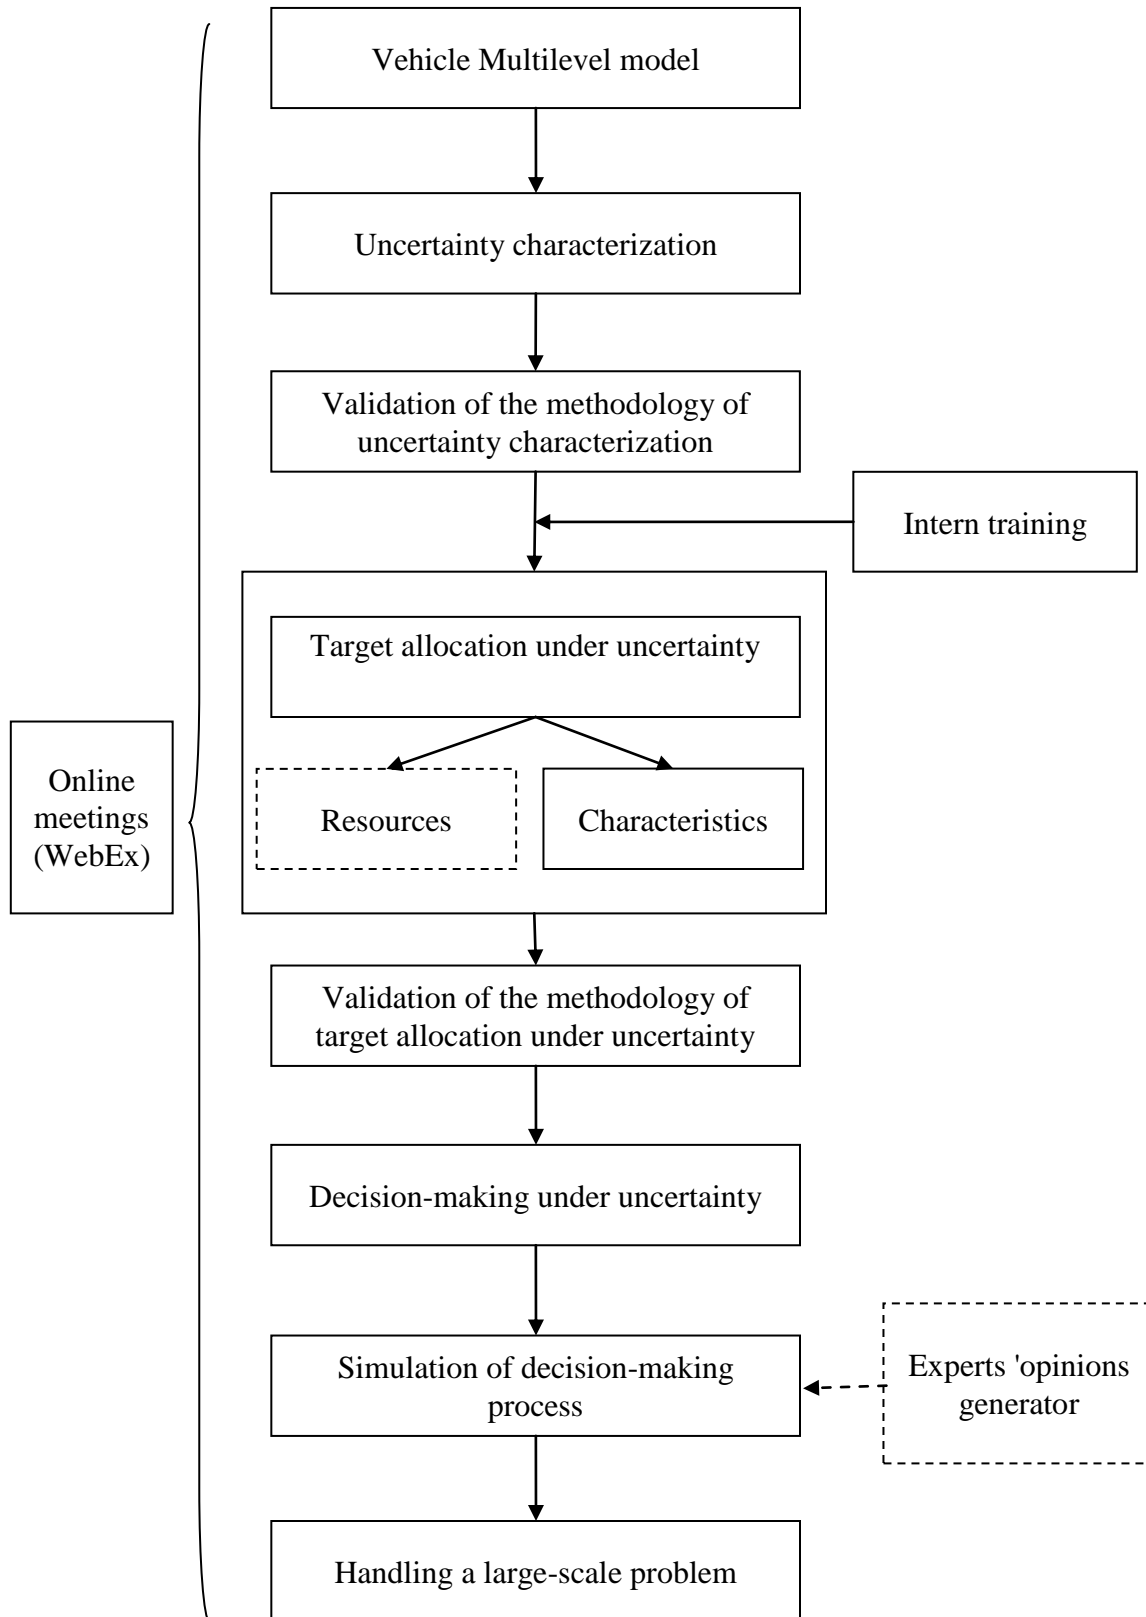 Vehicle Multilevel model
Uncertainty characterization
Validation of the methodology of
uncertainty characterization
Intern training
Target allocation under uncertainty
Resources
Characteristics
Online
meetings
(WebEx)
Validation of the methodology of
target allocation under uncertainty
Decision-making under uncertainty
Simulation of decision-making
process
Experts 'opinions
generator
Handling a large-scale problem